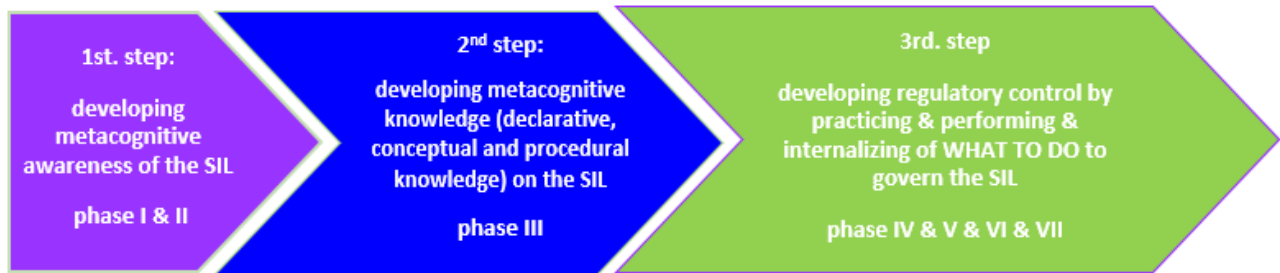 1st. step:
developing
metacognitive
awareness of the SIL
phase I & II
2nd step:
developing metacognitive
knowledge (declarative,
conceptual and procedural
knowledge) on the SIL
phase III
3rd. step
developing regulatory control by
practicing & performing &
internalizing of WHAT TO DO to
govern the SIL
phase IV & V & VI & VII